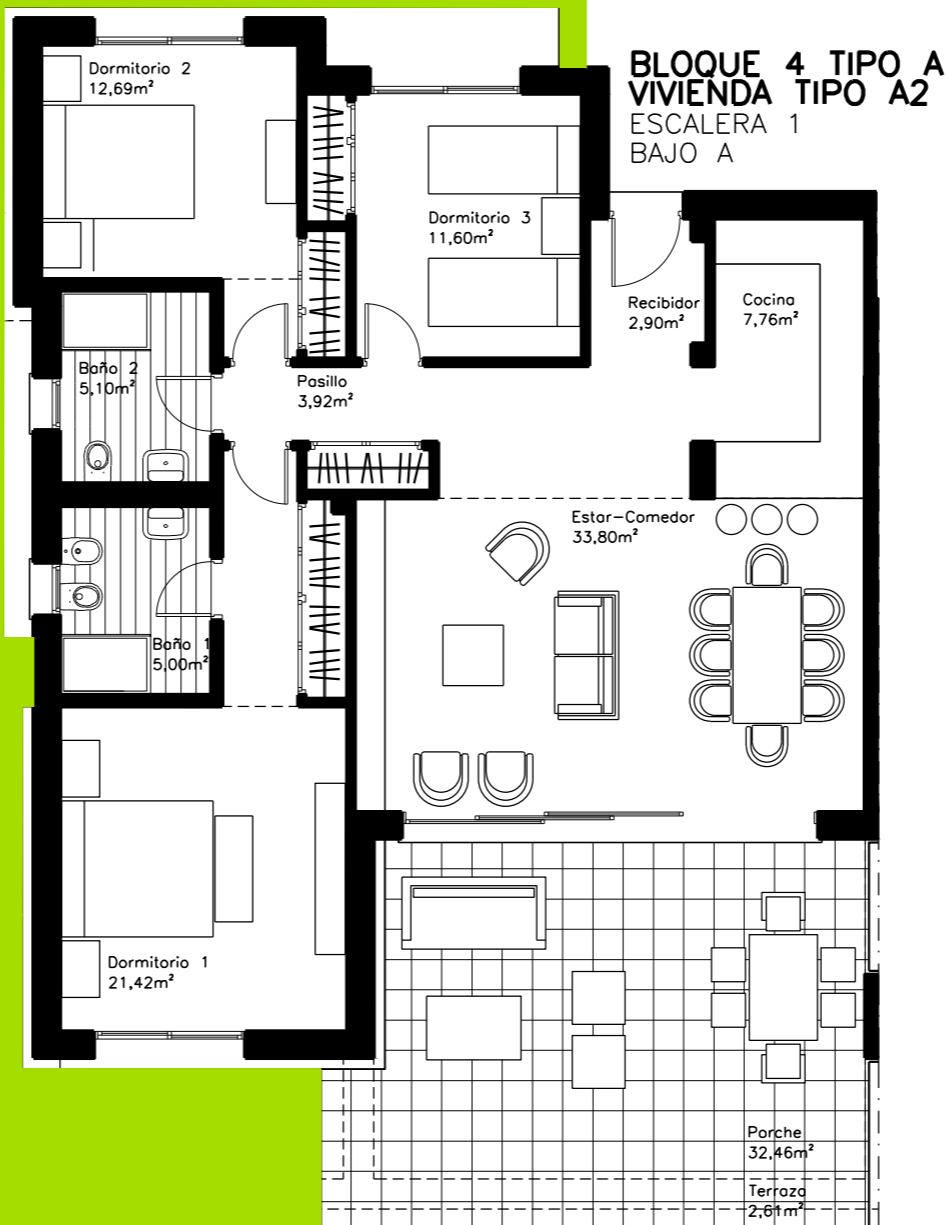 BLOQUE 4 TIPO A
VIVIENDA TIPO A2
ESCALERA 1
BAJO A
Dormitorio 2
12,69m²
Dormitorio 3
11,60m²
Recibidor
2,90m²
Cocina
7,76m²
Baño 2
5,10m²
Pasillo
3,92m²
Estar-Comedor
33,80m²
Baño 1
5,00m²
Dormitorio 1
21,42m²
Porche
32,46m²
Terraza
2,61m²